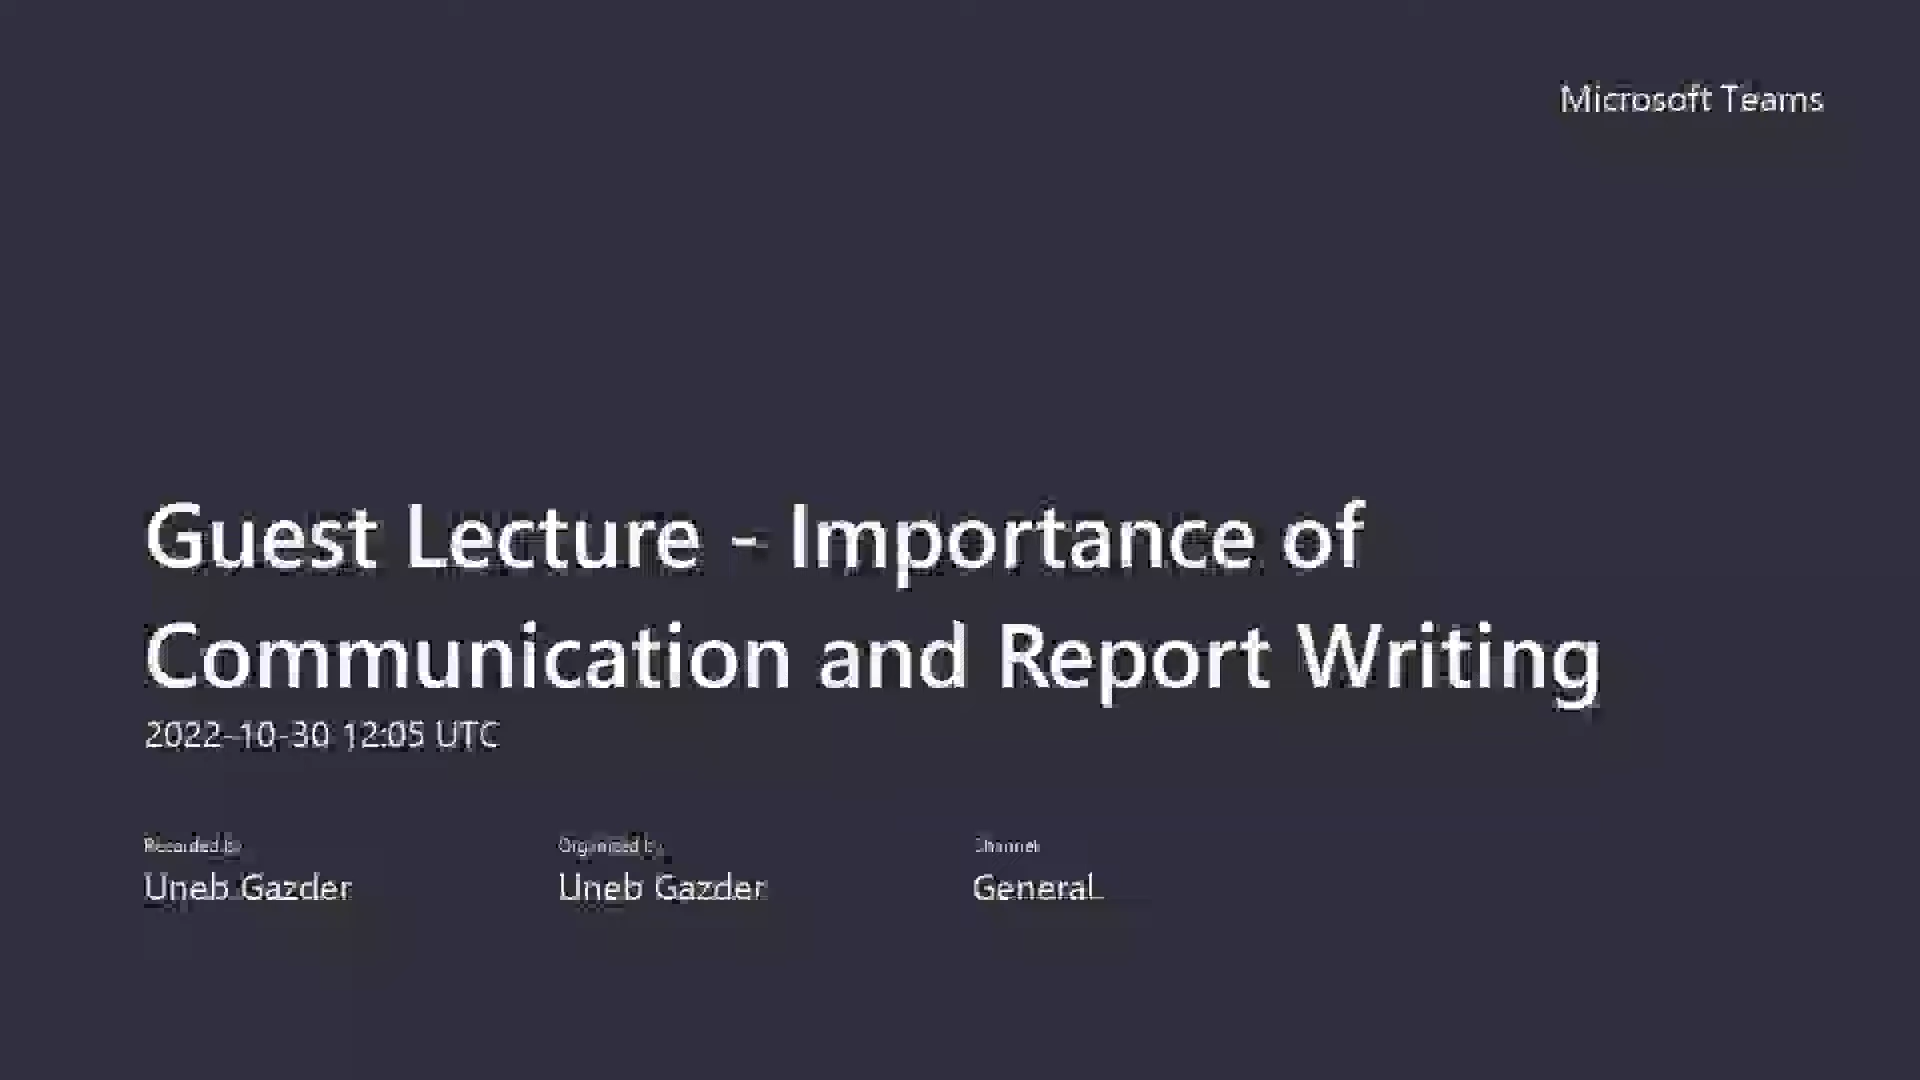 Microsoft Teams
Guest Lecture - Importance of
Communication and Report Writing
2022-10-30 12:05 UTC
Recorded by
Organized by
Channel
Uneb Gazder
Uneb Gazder
General